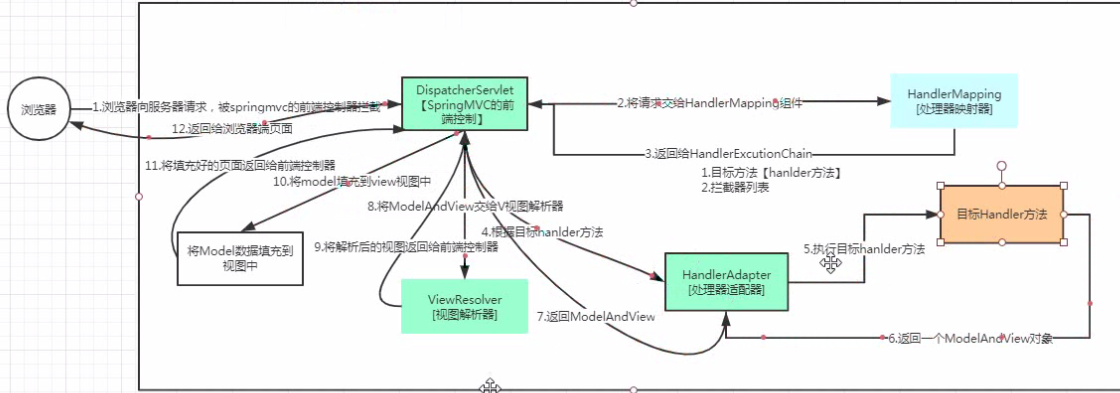 浏览器
1.浏览器向服务器请求，被springmvc的前端控制器拦截
12.返回给浏览器端页面
DispatcherServlet
【SpringMVC的前
端控制】
2.将请求交给HandlerMapping组件
HandlerMapping
[处理器映射器]
3.返回给HandlerExcutionChain
1.目标方法【hanlder方法】
2.拦截器列表
11.将填充好的页面返回给前端控制器
10.将model填充到view视图中
8.将ModelAndView交给V视图解析器
4.根据目标hanlder方法
目标Handler方法
将Model数据填充到
视图中
9.将解析后的视图返回给前端控制器
5.执行目标hanlder方法
HandlerAdapter
[处理器适配器]
ViewResolver
[视图解析器]
7.返回ModelAndView
6.返回一个ModelAndView对象